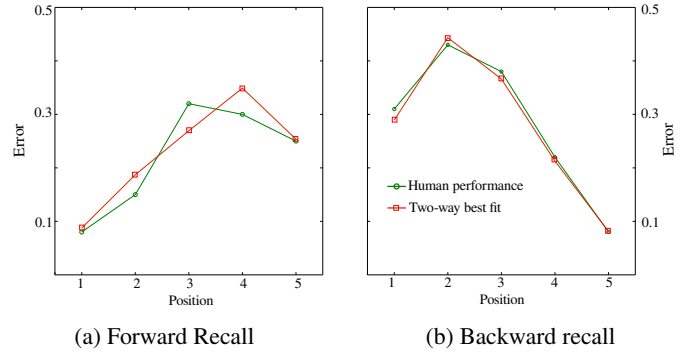 0.5
0.3
0.1
Error
1 2 3 4 5
Position
(a) Forward Recall
0.5
0.3
0.1
Error
Human performance
Two-way best fit
1 2 3 4 5
Position
(b) Backward recall